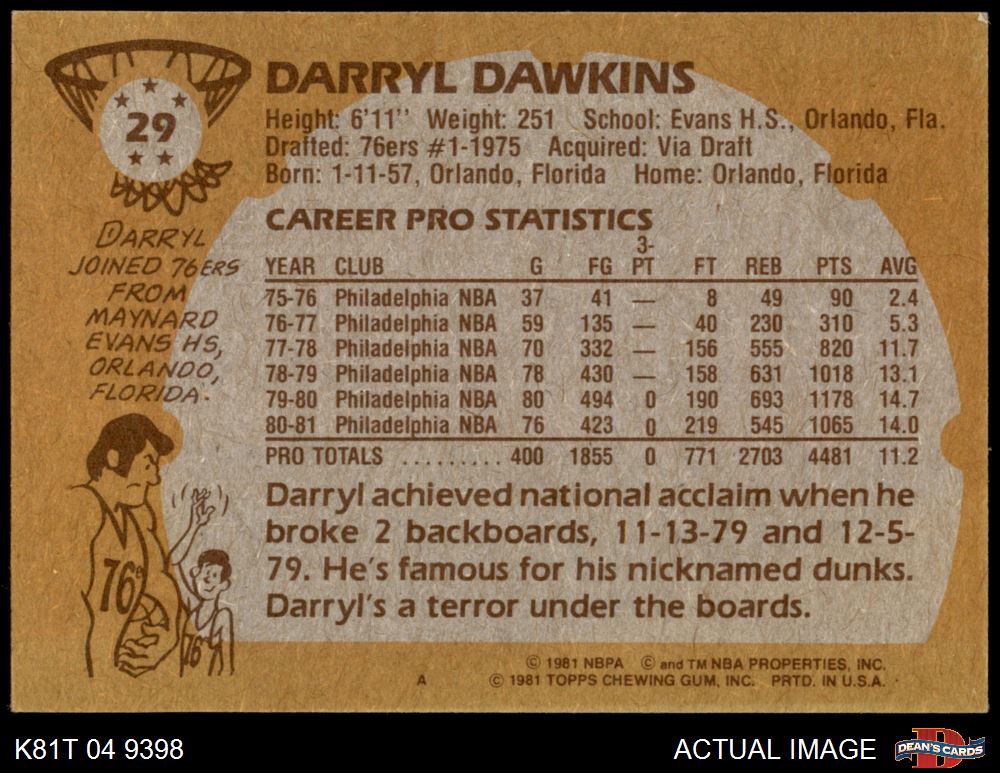 29
DARRYL DAWKINS
Height: 6'11" Weight: 251 School: Evans H.S., Orlando, Fla.
Drafted: 76ers #1-1975 Acquired: Via Draft
Born: 1-11-57, Orlando, Florida Home: Orlando, Florida
DARRYL
JOINED 76ERS
FROM
MAYNARD
EVANS HS,
ORLANDO,
FLORIDA.
76
76
CAREER PRO STATISTICS
YEAR CLUB G FG 3-PT FT REB PTS AVG
75-76 Philadelphia NBA 37 41 — 8 49 90 2.4
76-77 Philadelphia NBA 59 135 — 40 230 310 5.3
77-78 Philadelphia NBA 70 332 — 156 555 820 11.7
78-79 Philadelphia NBA 78 430 — 158 631 1018 13.1
79-80 Philadelphia NBA 80 494 0 190 693 1178 14.7
80-81 Philadelphia NBA 76 423 0 219 545 1065 14.0
PRO TOTALS ......... 400 1855 0 771 2703 4481 11.2
Darryl achieved national acclaim when he
broke 2 backboards, 11-13-79 and 12-5-
79. He's famous for his nicknamed dunks.
Darryl's a terror under the boards.
© 1981 NBPA © and TM NBA PROPERTIES, INC.
A © 1981 TOPPS CHEWING GUM, INC. PRTD. IN U.S.A.
K81T 04 9398 ACTUAL IMAGE D DEAN'S CARDS